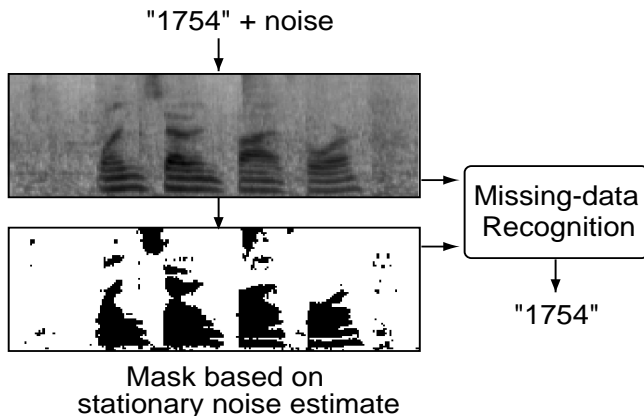 "1754" + noise
Missing-data
Recognition
"1754"
Mask based on
stationary noise estimate